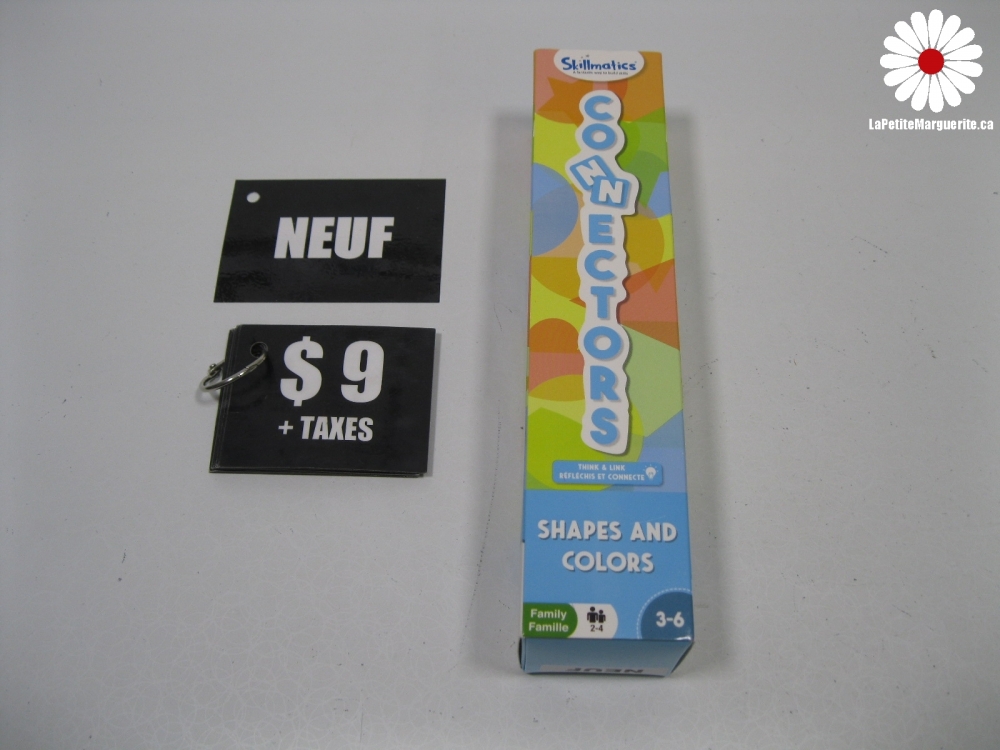 LaPetiteMarguerite.ca
NEUF
$ 9
+ TAXES
Skillmatics
CONNECTORS
THINK & LINK
RÉFLÉCHIS ET CONNECTE
SHAPES AND
COLORS
Family
Famille
2-4
3-6
NEUF